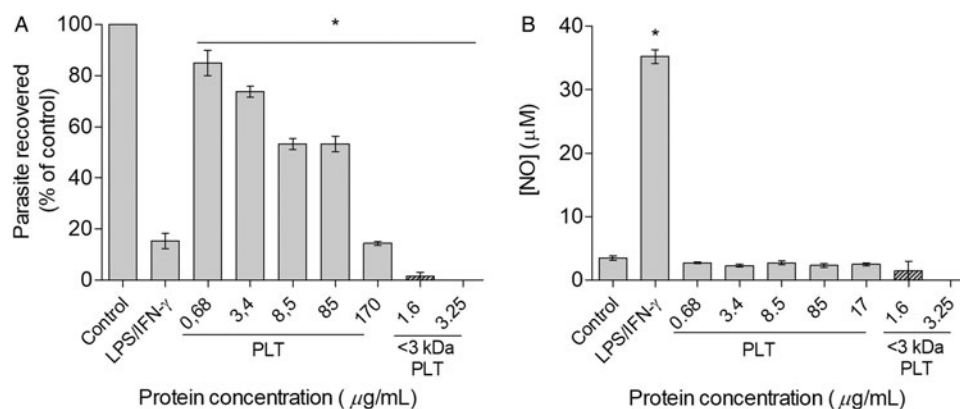 A
*
Parasite recovered
(% of control)
100
80
60
40
20
0
Control
LPS/IFN-γ
0,68
3,4
8,5
85
170
1.6
3.25
PLT
<3 kDa
PLT
Protein concentration ( μg/mL)
B
*
[NO] (μM)
40
30
20
10
0
Control
LPS/IFN-γ
0.68
3.4
8.5
85
17
1.6
3.25
PLT
<3 kDa
PLT
Protein concentration ( μg/mL)